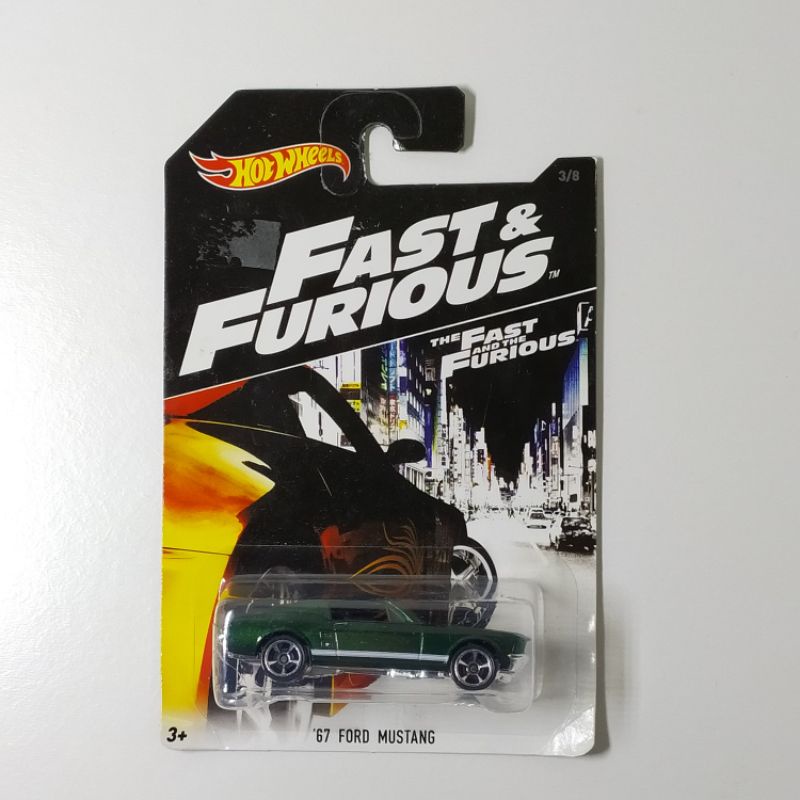 HOT WHEELS
3/8
FAST &
FURIOUS
TM
THE FAST
AND THE
FURIOUS
3+
'67 FORD MUSTANG